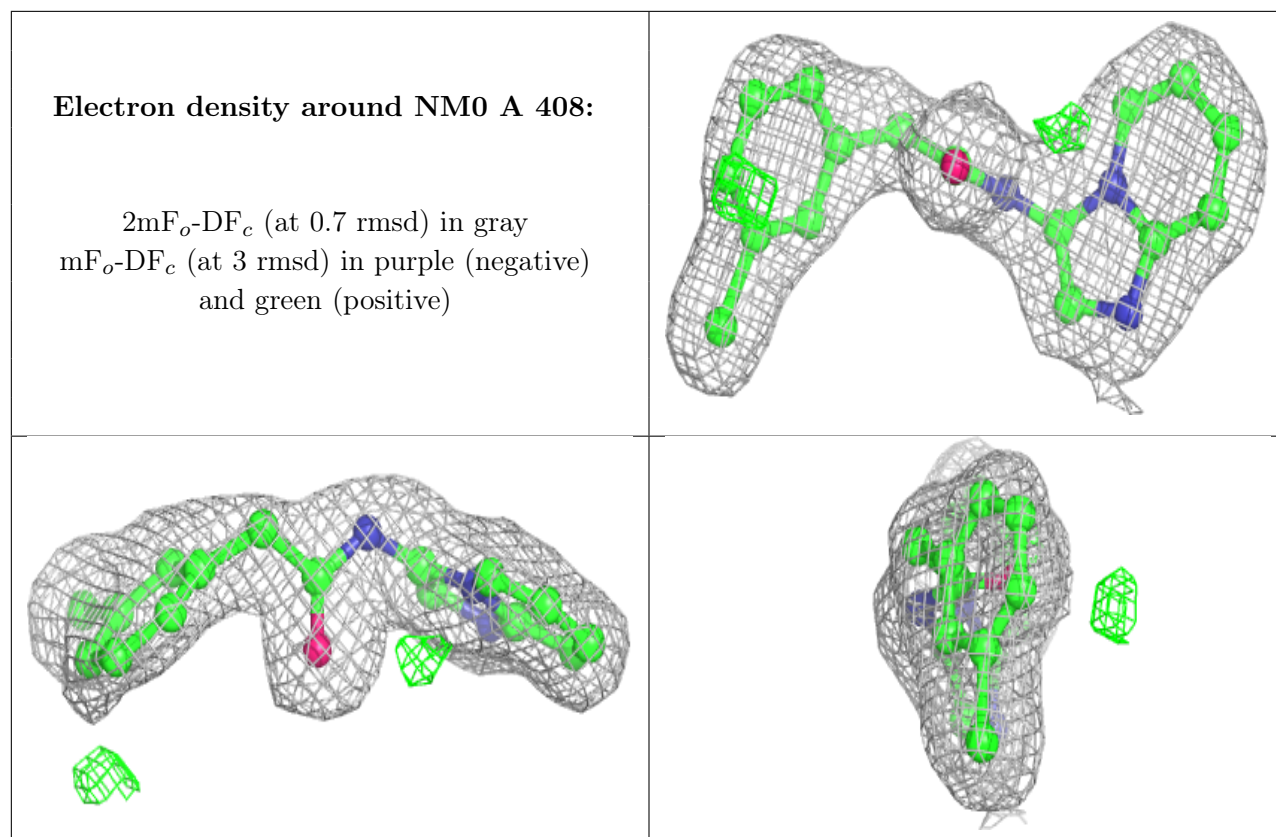 Electron density around NM0 A 408:
2mFₒ-DF𝒸 (at 0.7 rmsd) in gray
mFₒ-DF𝒸 (at 3 rmsd) in purple (negative)
and green (positive)